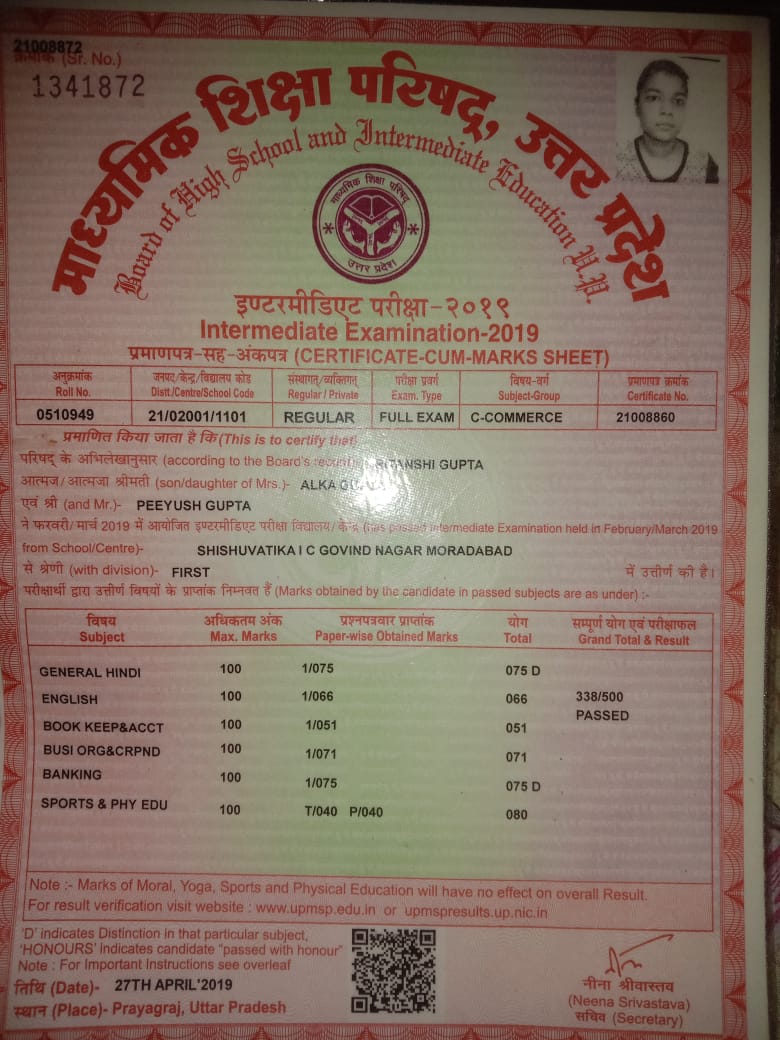 21008872
क्रमांक (Sr. No.)
1341872
माध्यमिक शिक्षा परिषद्, उत्तर प्रदेश
Board of High School and Intermediate Education U.P.
माध्यमिक शिक्षा परिषद्
उत्तर प्रदेश
इण्टरमीडिएट परीक्षा-२०१९
Intermediate Examination-2019
प्रमाणपत्र-सह-अंकपत्र (CERTIFICATE-CUM-MARKS SHEET)
अनुक्रमांक जनपद/केन्द्र/विद्यालय कोड संस्थागत/व्यक्तिगत परीक्षा प्रवर्ग विषय-वर्ग प्रमाणपत्र क्रमांक
Roll No. Distt./Centre/School Code Regular / Private Exam. Type Subject-Group Certificate No.
0510949 21/02001/1101 REGULAR FULL EXAM C-COMMERCE 21008860
प्रमाणित किया जाता है कि (This is to certify that)
परिषद् के अभिलेखानुसार (according to the Board's GUPTA
आत्मज/आत्मजा श्रीमती (son/daughter of Mrs.)- ALKA
एवं श्री (and Mr.)- PEEYUSH GUPTA
ने फरवरी/ मार्च 2019 में आयोजित इण्टरमीडिएट परीक्षा विद्यालय/ केन्द्र (has passed Intermediate Examination held in February/March 2019
from School/Centre)- SHISHUVATIKA I C GOVIND NAGAR MORADABAD
से श्रेणी (with division)- FIRST में उत्तीर्ण की है।
परीक्षार्थी द्वारा उत्तीर्ण विषयों के प्राप्तांक निम्नवत हैं (Marks obtained by the candidate in passed subjects are as under) :-
विषय अधिकतम अंक प्रश्नपत्रवार प्राप्तांक योग सम्पूर्ण योग एवं परीक्षाफल
Subject Max. Marks Paper-wise Obtained Marks Total Grand Total & Result
GENERAL HINDI 100 1/075 075 D
ENGLISH 100 1/066 066 338/500
PASSED
BOOK KEEP&ACCT 100 1/051 051
BUSI ORG&CRPND 100 1/071 071
BANKING 100 1/075 075 D
SPORTS & PHY EDU 100 T/040 P/040 080
Note :- Marks of Moral, Yoga, Sports and Physical Education will have no effect on overall Result.
For result verification visit website : www.upmsp.edu.in or upmspresults.up.nic.in
'D' indicates Distinction in that particular subject,
'HONOURS' indicates candidate "passed with honour"
Note : For Important Instructions see overleaf
तिथि (Date)- 27TH APRIL'2019
स्थान (Place)- Prayagraj, Uttar Pradesh
नीना श्रीवास्तव
(Neena Srivastava)
सचिव (Secretary)